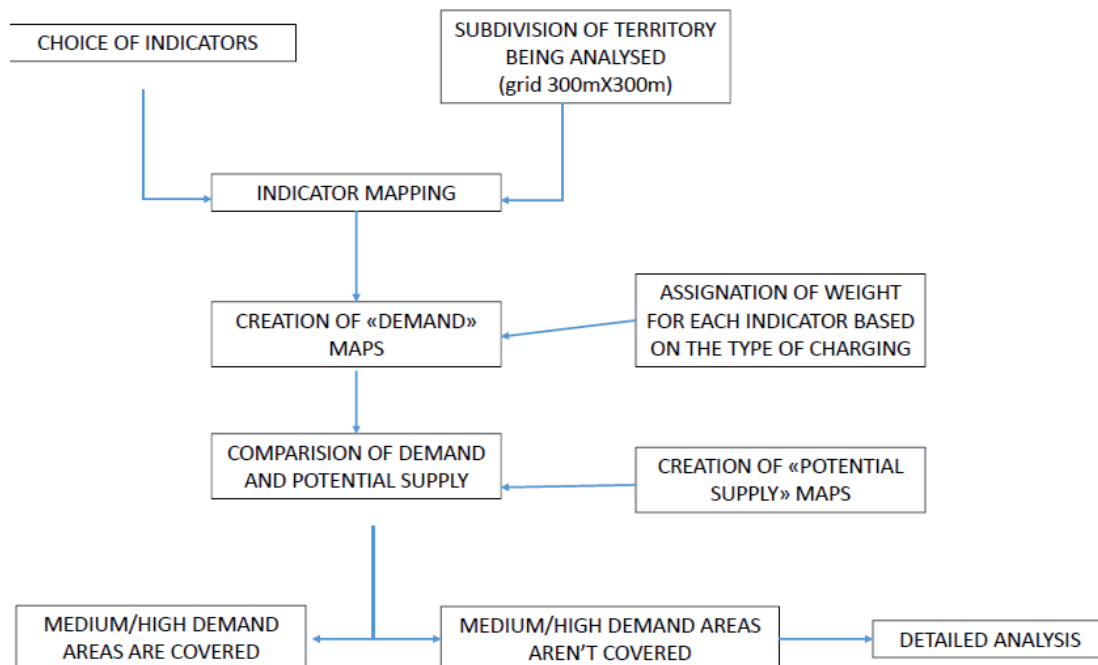 CHOICE OF INDICATORS
SUBDIVISION OF TERRITORY
BEING ANALYSED
(grid 300mX300m)
INDICATOR MAPPING
CREATION OF «DEMAND»
MAPS
ASSIGNATION OF WEIGHT
FOR EACH INDICATOR BASED
ON THE TYPE OF CHARGING
COMPARISION OF DEMAND
AND POTENTIAL SUPPLY
CREATION OF «POTENTIAL
SUPPLY» MAPS
MEDIUM/HIGH DEMAND
AREAS ARE COVERED
MEDIUM/HIGH DEMAND AREAS
AREN'T COVERED
DETAILED ANALYSIS